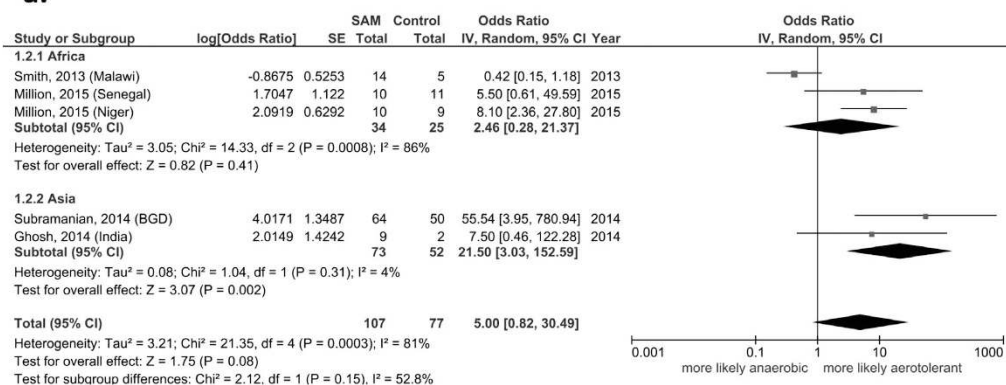 a.
SAM Control Odds Ratio Odds Ratio
Study or Subgroup log[Odds Ratio] SE Total Total IV, Random, 95% CI Year IV, Random, 95% CI
1.2.1 Africa
Smith, 2013 (Malawi) -0.8675 0.5253 14 5 0.42 [0.15, 1.18] 2013
Million, 2015 (Senegal) 1.7047 1.122 10 11 5.50 [0.61, 49.59] 2015
Million, 2015 (Niger) 2.0919 0.6292 10 9 8.10 [2.36, 27.80] 2015
Subtotal (95% CI) 34 25 2.46 [0.28, 21.37]
Heterogeneity: Tau² = 3.05; Chi² = 14.33, df = 2 (P = 0.0008); I² = 86%
Test for overall effect: Z = 0.82 (P = 0.41)
1.2.2 Asia
Subramanian, 2014 (BGD) 4.0171 1.3487 64 50 55.54 [3.95, 780.94] 2014
Ghosh, 2014 (India) 2.0149 1.4242 9 2 7.50 [0.46, 122.28] 2014
Subtotal (95% CI) 73 52 21.50 [3.03, 152.59]
Heterogeneity: Tau² = 0.08; Chi² = 1.04, df = 1 (P = 0.31); I² = 4%
Test for overall effect: Z = 3.07 (P = 0.002)
Total (95% CI) 107 77 5.00 [0.82, 30.49]
Heterogeneity: Tau² = 3.21; Chi² = 21.35, df = 4 (P = 0.0003); I² = 81%
Test for overall effect: Z = 1.75 (P = 0.08)
Test for subgroup differences: Chi² = 2.12, df = 1 (P = 0.15), I² = 52.8%
0.001 0.1 1 10 1000
more likely anaerobic more likely aerotolerant